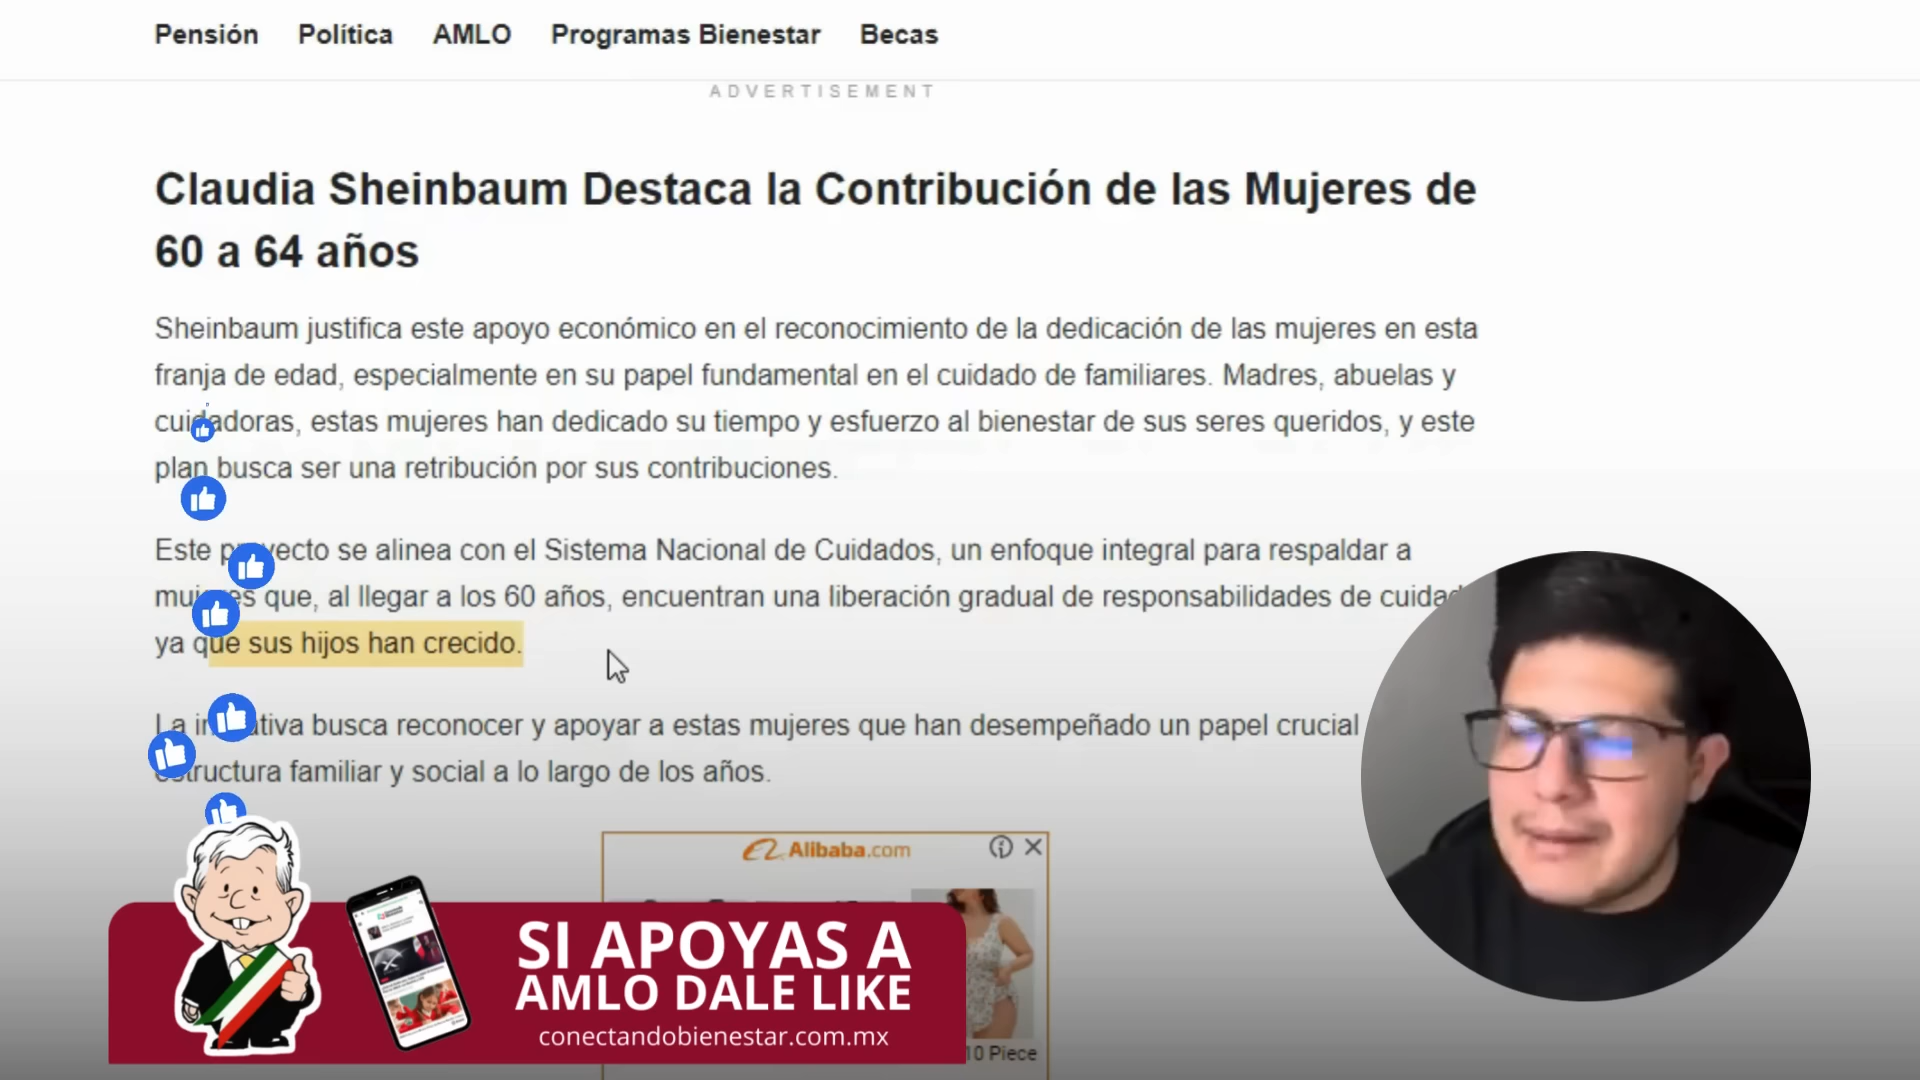 Pensión Política AMLO Programas Bienestar Becas
ADVERTISEMENT
Claudia Sheinbaum Destaca la Contribución de las Mujeres de
60 a 64 años
Sheinbaum justifica este apoyo económico en el reconocimiento de la dedicación de las mujeres en esta
franja de edad, especialmente en su papel fundamental en el cuidado de familiares. Madres, abuelas y
cuidadoras, estas mujeres han dedicado su tiempo y esfuerzo al bienestar de sus seres queridos, y este
plan busca ser una retribución por sus contribuciones.
Este proyecto se alinea con el Sistema Nacional de Cuidados, un enfoque integral para respaldar a
mujeres que, al llegar a los 60 años, encuentran una liberación gradual de responsabilidades de
ya que sus hijos han crecido.
La iniciativa busca reconocer y apoyar a estas mujeres que han desempeñado un papel crucial
estructura familiar y social a lo largo de los años.
Alibaba.com
SI APOYAS A
AMLO DALE LIKE
conectandobienestar.com.mx
10 Piece